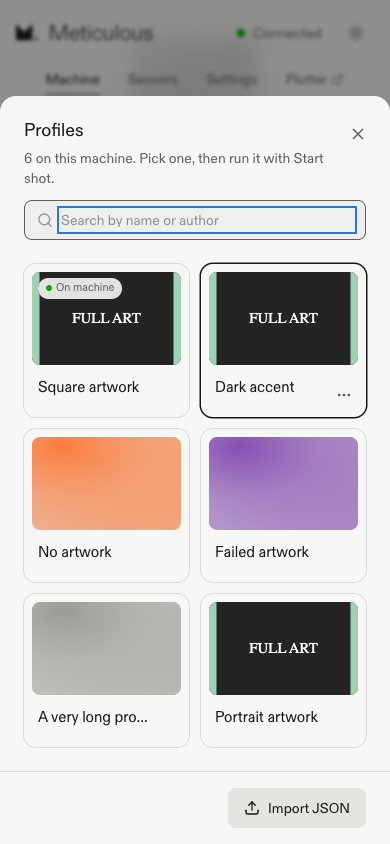 Meticulous
Connected
Machine Sensors Settings Plotter
Profiles
6 on this machine. Pick one, then run it with Start
shot.
Search by name or author
On machine
FULL ART
Square artwork
FULL ART
Dark accent
No artwork
Failed artwork
A very long pro...
FULL ART
Portrait artwork
Import JSON